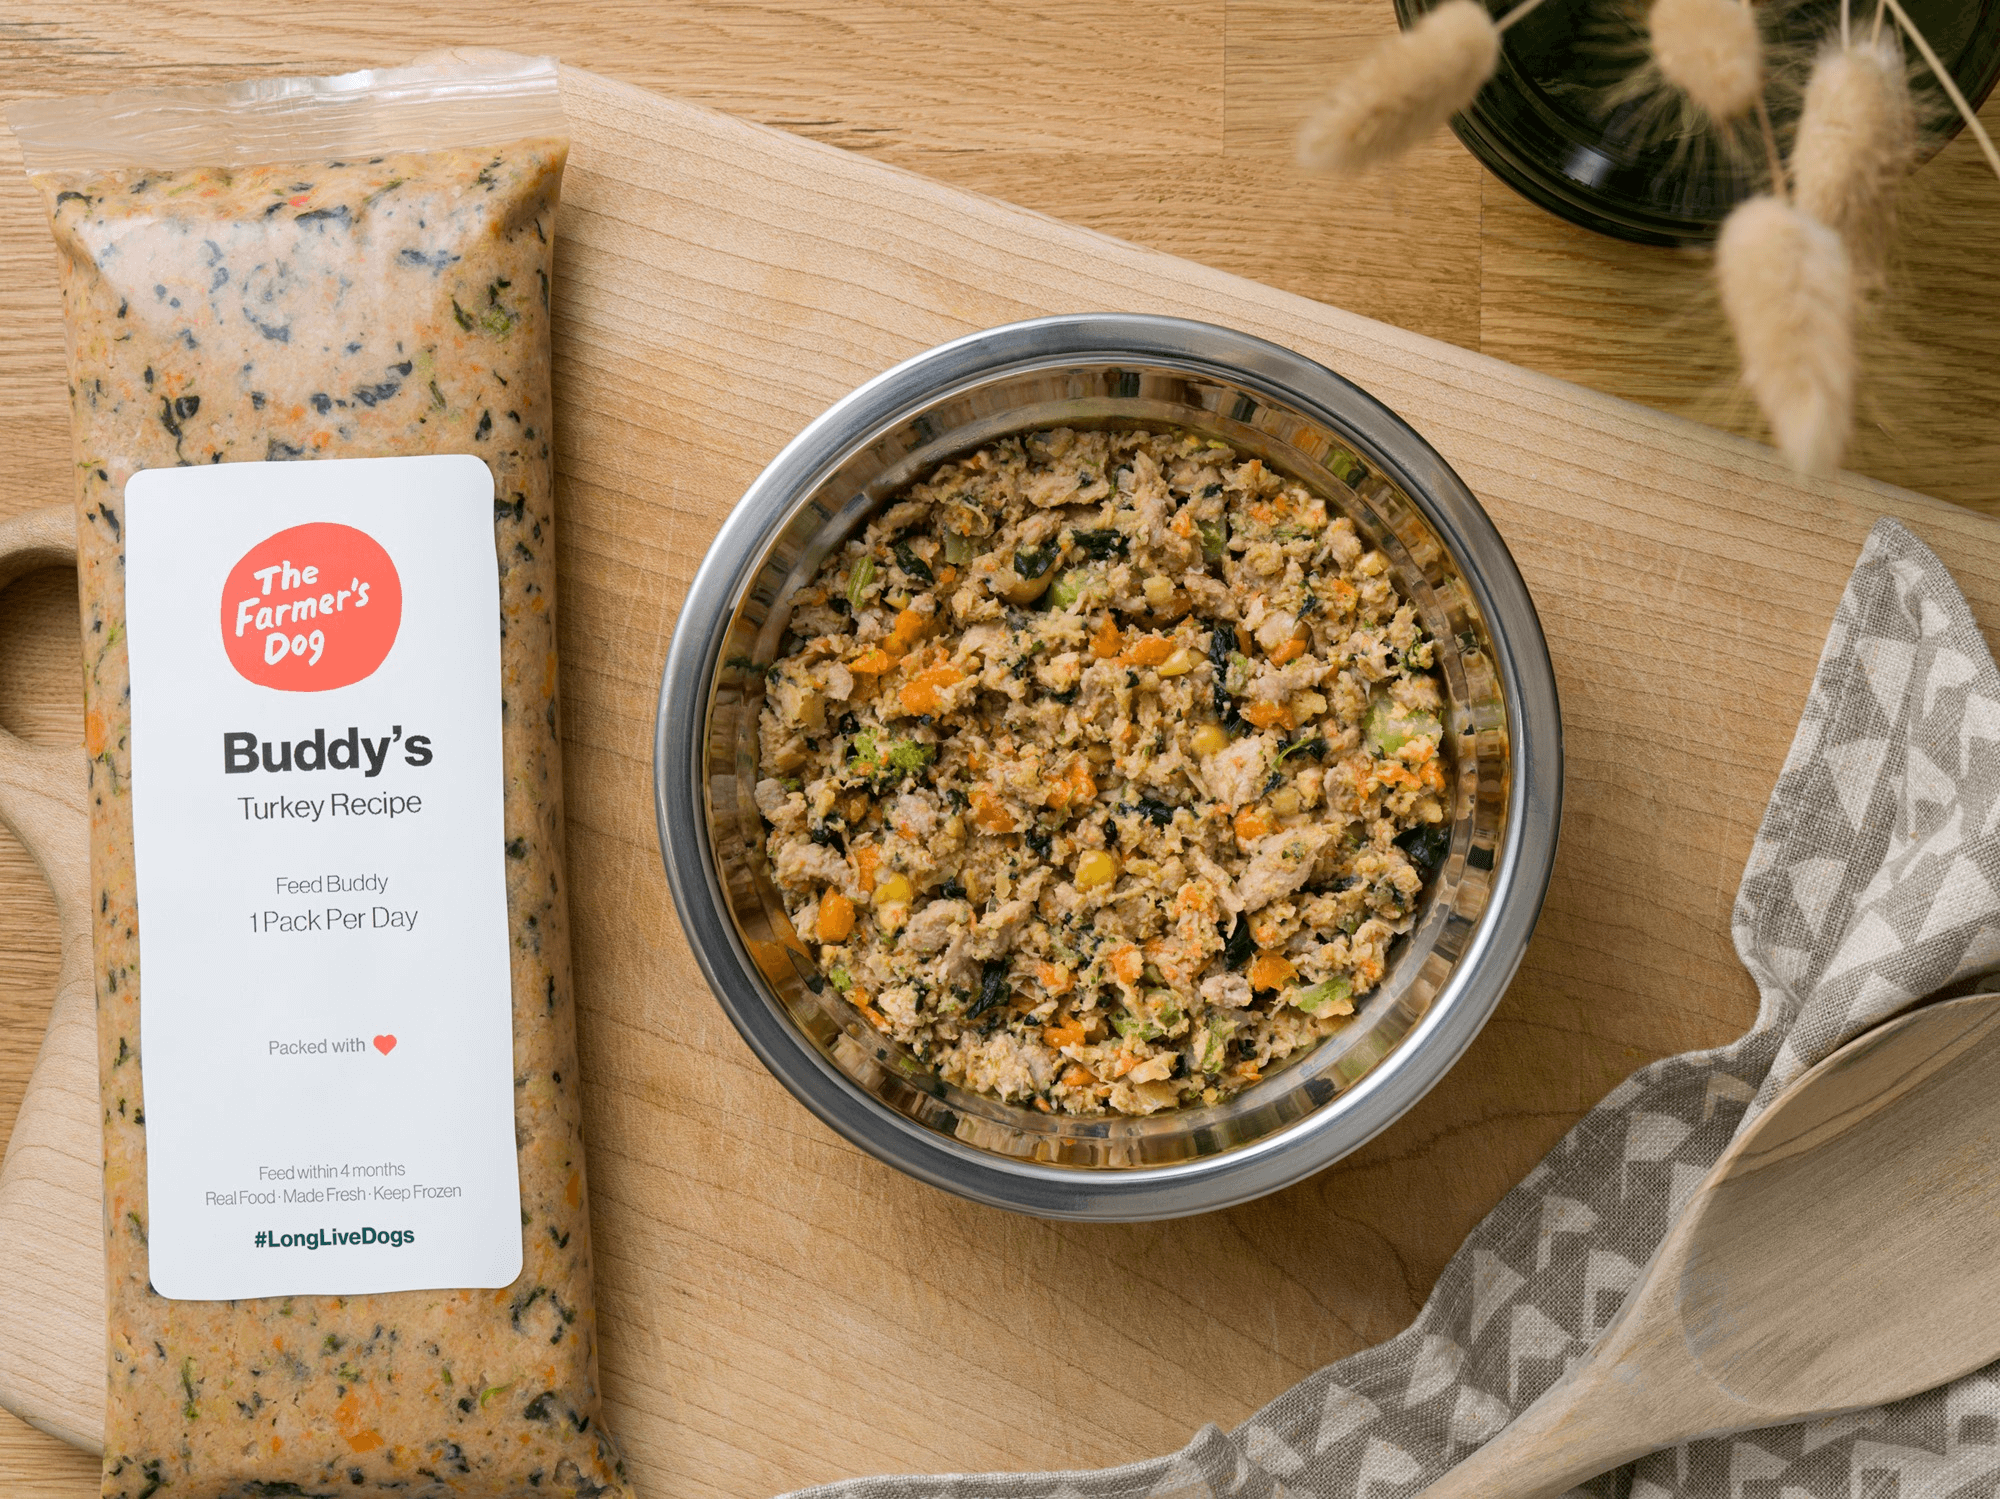 The
Farmer's
Dog
Buddy's
Turkey Recipe
Feed Buddy
1 Pack Per Day
Packed with
Feed within 4 months
Real Food · Made Fresh · Keep Frozen
#LongLiveDogs